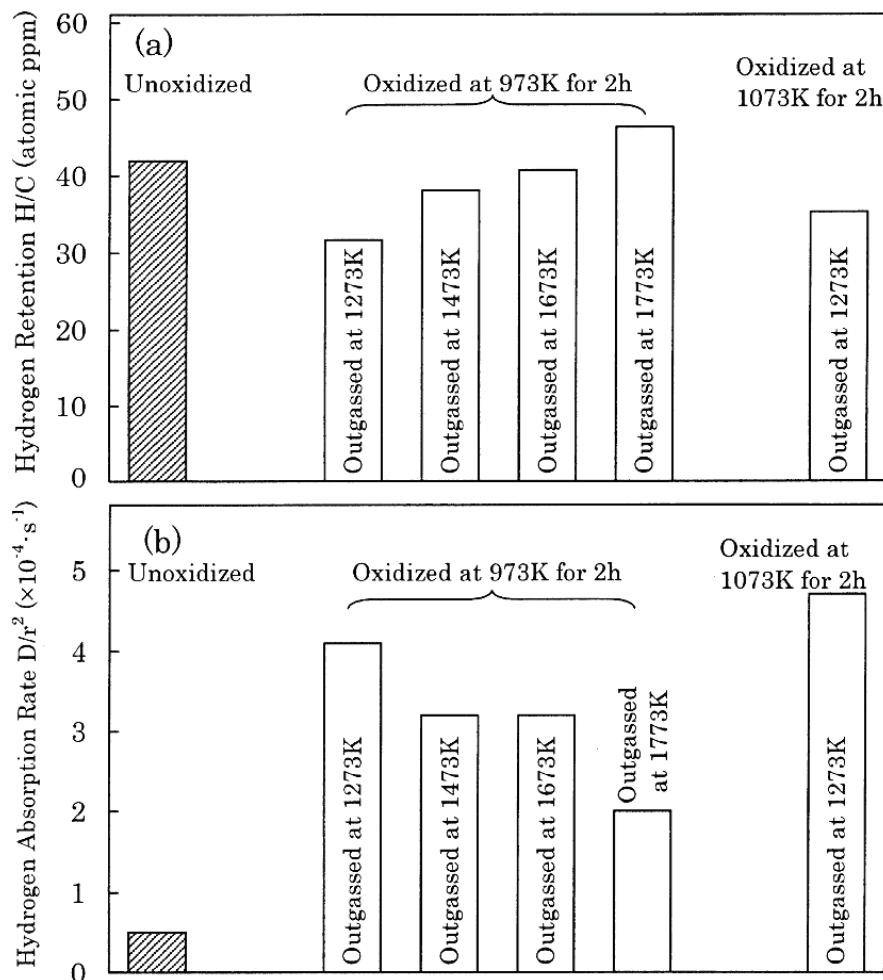 60
50
40
30
20
10
0
Hydrogen Retention H/C (atomic ppm)
(a)
Unoxidized
Oxidized at 973K for 2h
Oxidized at
1073K for 2h
Outgassed at 1273K
Outgassed at 1473K
Outgassed at 1673K
Outgassed at 1773K
Outgassed at 1273K
5
4
3
2
1
0
Hydrogen Absorption Rate D/r² (×10⁻⁴·s⁻¹)
(b)
Unoxidized
Oxidized at 973K for 2h
Oxidized at
1073K for 2h
Outgassed at 1273K
Outgassed at 1473K
Outgassed at 1673K
Outgassed
at 1773K
Outgassed at 1273K